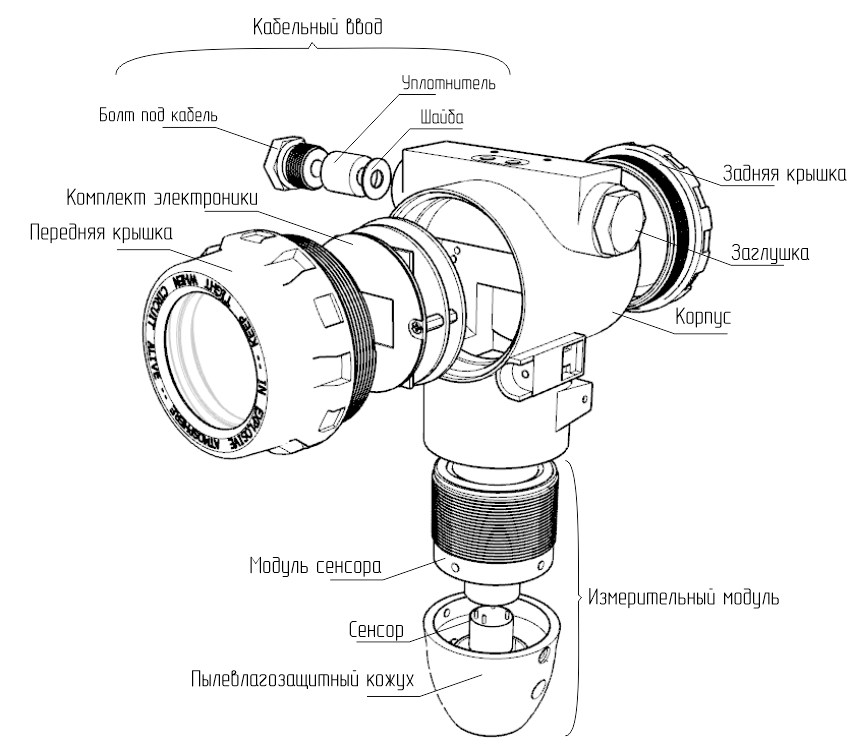 Кабельный ввод
Уплотнитель
Болт под кабель
Шайба
Задняя крышка
Комплект электроники
Передняя крышка
Заглушка
Корпус
IN EXPLOSIVE ATMOSPHERE -- KEEP TIGHT WHEN CIRCUIT ALIVE --
Модуль сенсора
Измерительный модуль
Сенсор
Пылевлагозащитный кожух